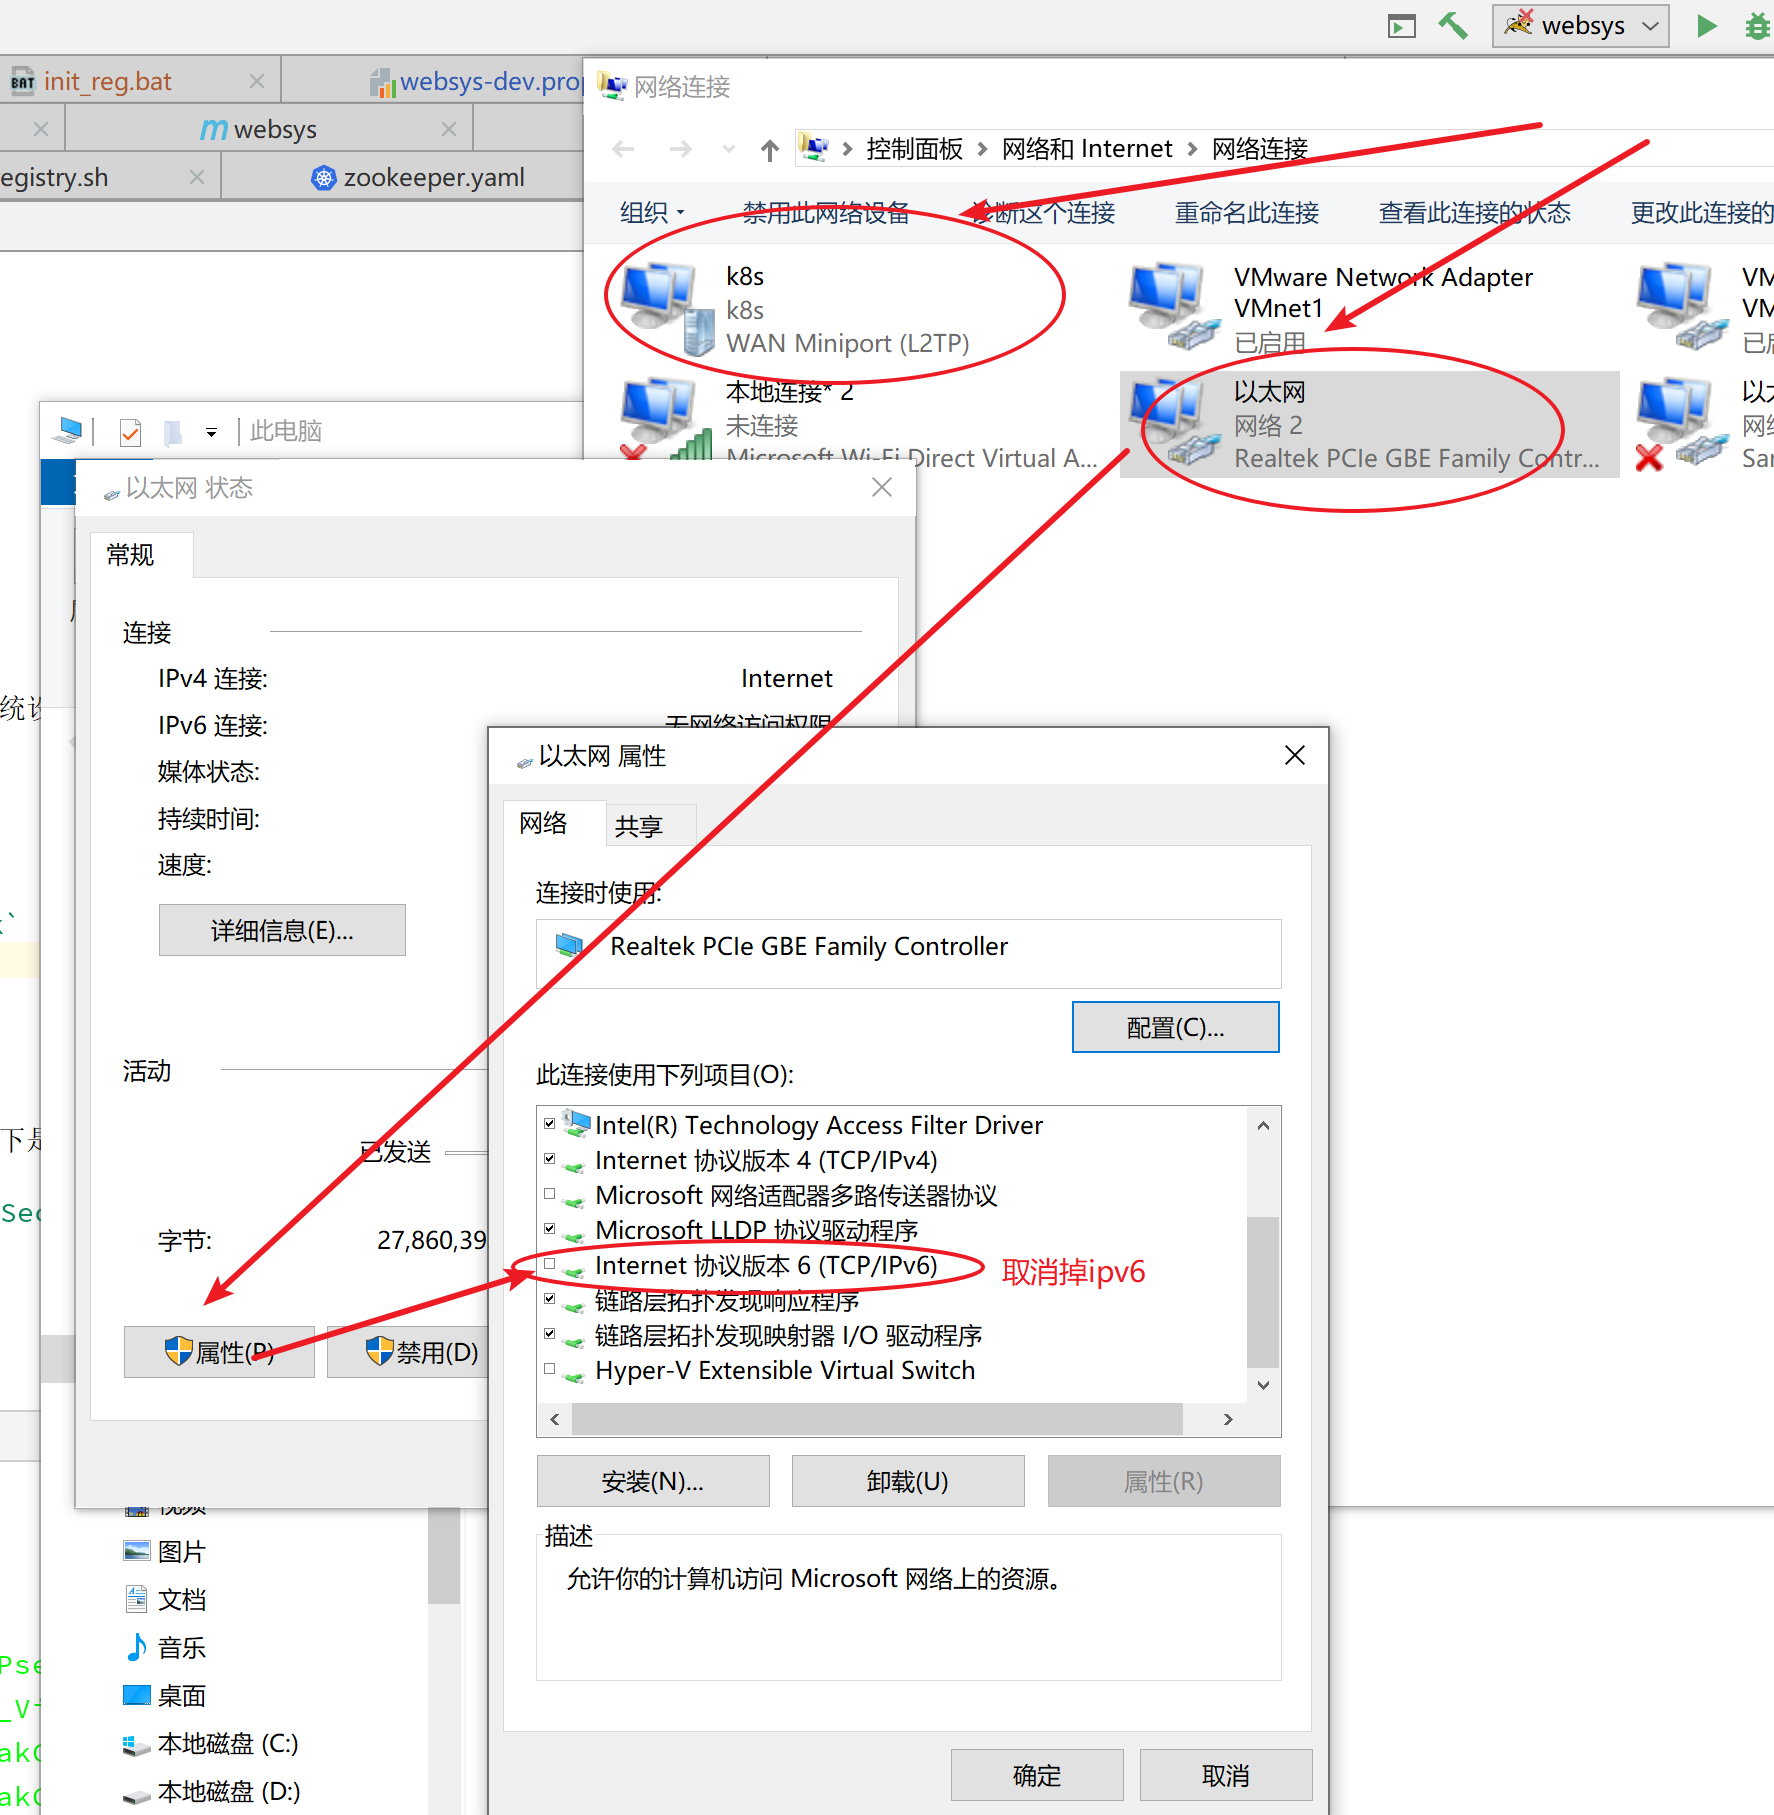 websys
init_reg.bat
websys-dev.prop
网络连接
websys
控制面板 > 网络和 Internet > 网络连接
egistry.sh
zookeeper.yaml
组织
禁用此网络设备
诊断这个连接
重命名此连接
查看此连接的状态
更改此连接的
k8s
k8s
WAN Miniport (L2TP)
VMware Network Adapter
VMnet1
已启用
本地连接* 2
未连接
Microsoft Wi-Fi Direct Virtual A...
以太网
网络 2
Realtek PCIe GBE Family Contr...
此电脑
以太网 状态
常规
连接
IPv4 连接:
Internet
IPv6 连接:
无网络访问权限
媒体状态:
持续时间:
速度:
详细信息(E)...
活动
已发送
字节:
27,860,39
属性(P)
禁用(D)
以太网 属性
网络
共享
连接时使用:
Realtek PCIe GBE Family Controller
配置(C)...
此连接使用下列项目(O):
Intel(R) Technology Access Filter Driver
Internet 协议版本 4 (TCP/IPv4)
Microsoft 网络适配器多路传送器协议
Microsoft LLDP 协议驱动程序
Internet 协议版本 6 (TCP/IPv6)
取消掉ipv6
链路层拓扑发现响应程序
链路层拓扑发现映射器 I/O 驱动程序
Hyper-V Extensible Virtual Switch
安装(N)...
卸载(U)
属性(R)
描述
允许你的计算机访问 Microsoft 网络上的资源。
确定
取消
视频
图片
文档
音乐
桌面
本地磁盘 (C:)
本地磁盘 (D:)